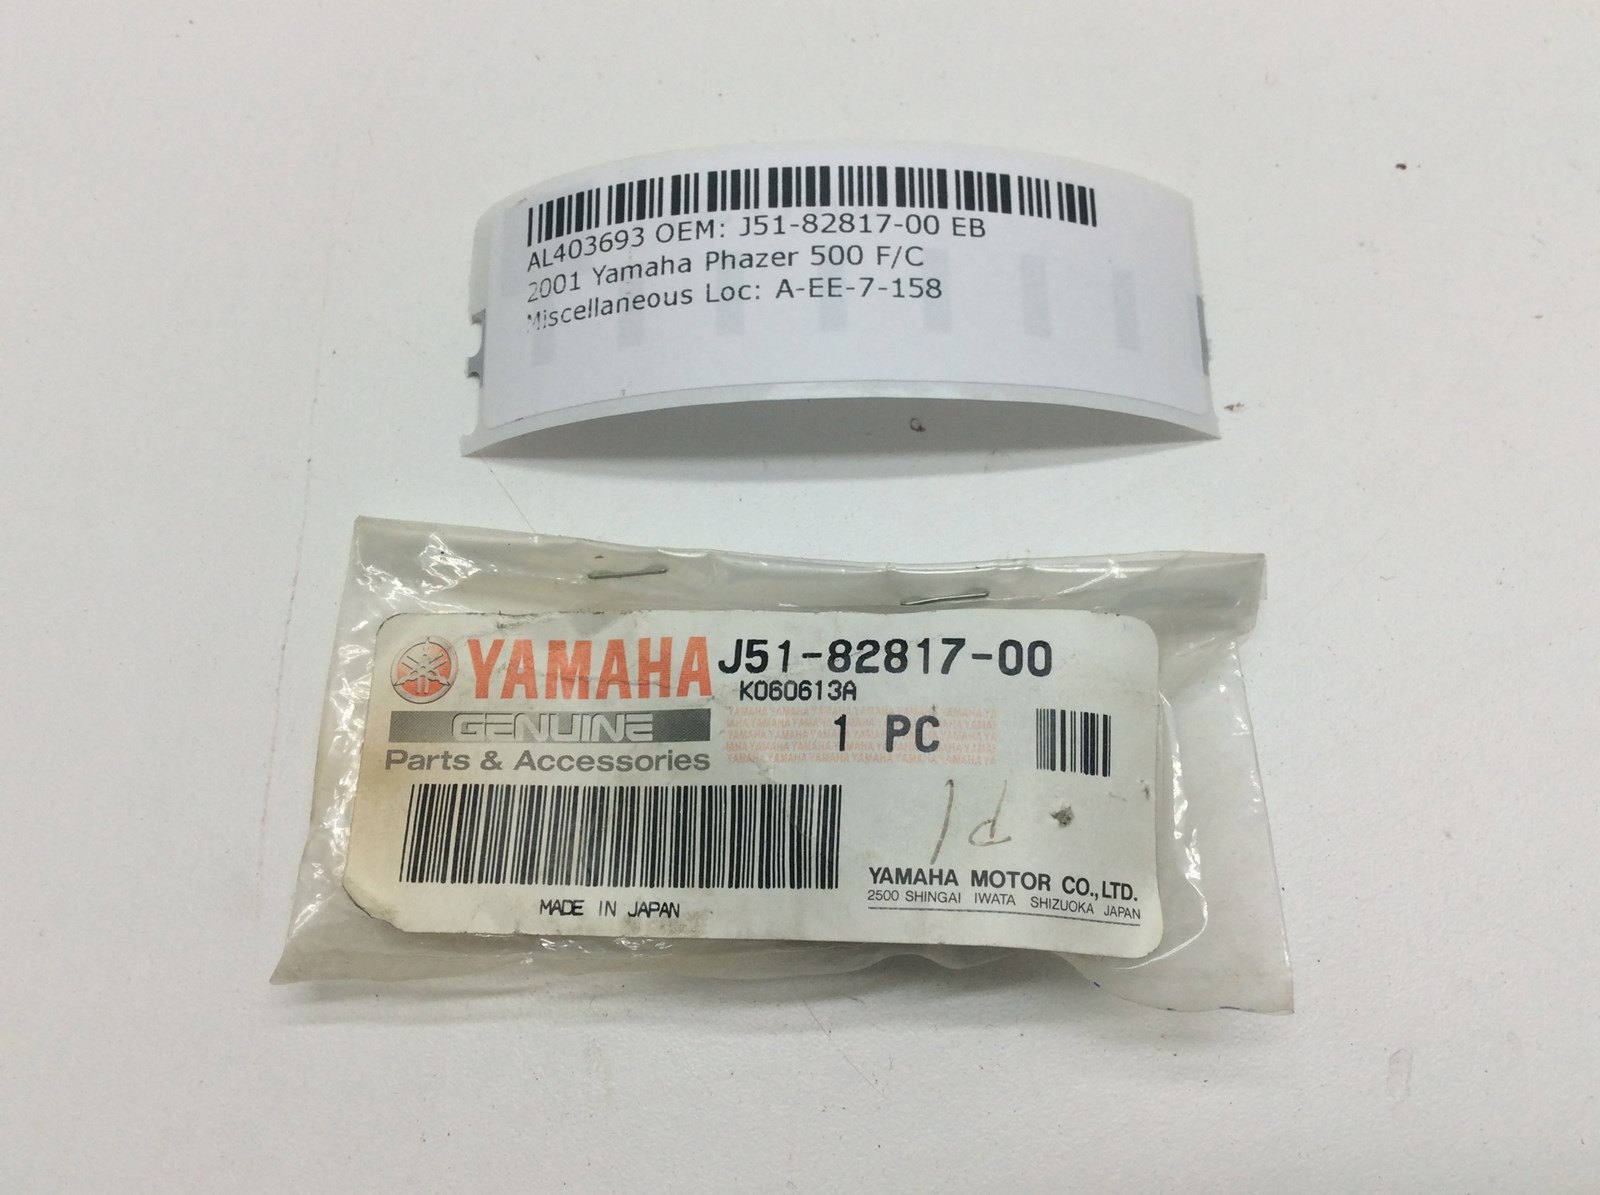 AL403693 OEM: J51-82817-00 EB
2001 Yamaha Phazer 500 F/C
Miscellaneous Loc: A-EE-7-158
YAMAHA J51-82817-00
K060613A
GENUINE
1 PC
Parts & Accessories
MADE IN JAPAN
YAMAHA MOTOR CO.,LTD.
2500 SHINGAI IWATA SHIZUOKA JAPAN